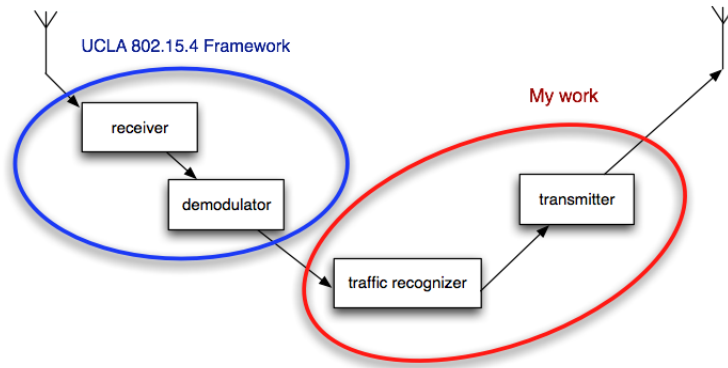 UCLA 802.15.4 Framework
My work
receiver
transmitter
demodulator
traffic recognizer